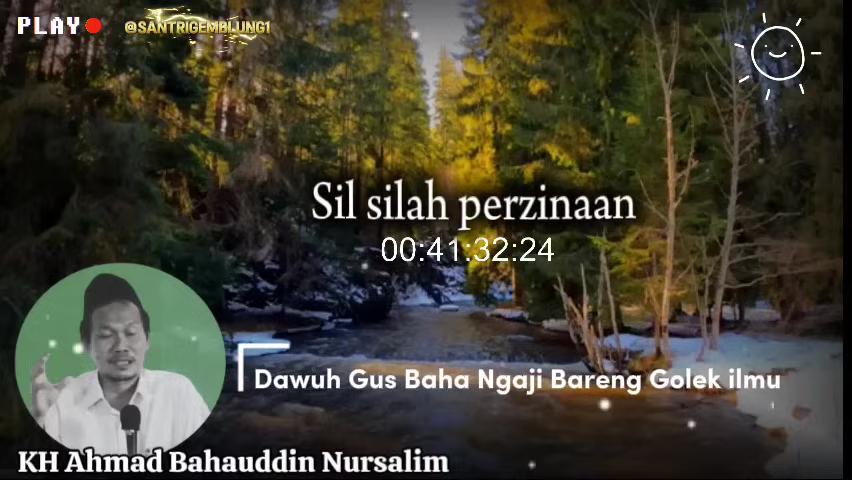 PLAY
@SANTRIGEMBLUNG1
Sil silah perzinaan
00:41:32:24
Dawuh Gus Baha Ngaji Bareng Golek ilmu
KH Ahmad Bahauddin Nursalim